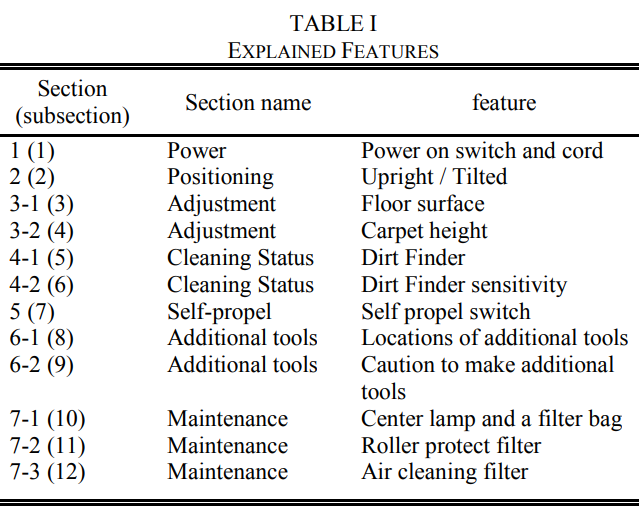 TABLE I
EXPLAINED FEATURES
Section (subsection) Section name feature
1 (1) Power Power on switch and cord
2 (2) Positioning Upright / Tilted
3-1 (3) Adjustment Floor surface
3-2 (4) Adjustment Carpet height
4-1 (5) Cleaning Status Dirt Finder
4-2 (6) Cleaning Status Dirt Finder sensitivity
5 (7) Self-propel Self propel switch
6-1 (8) Additional tools Locations of additional tools
6-2 (9) Additional tools Caution to make additional
tools
7-1 (10) Maintenance Center lamp and a filter bag
7-2 (11) Maintenance Roller protect filter
7-3 (12) Maintenance Air cleaning filter